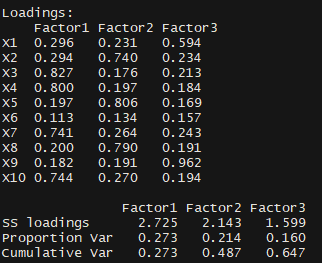 Loadings:
Factor1 Factor2 Factor3
X1 0.296 0.231 0.594
X2 0.294 0.740 0.234
X3 0.827 0.176 0.213
X4 0.800 0.197 0.184
X5 0.197 0.806 0.169
X6 0.113 0.134 0.157
X7 0.741 0.264 0.243
X8 0.200 0.790 0.191
X9 0.182 0.191 0.962
X10 0.744 0.270 0.194
Factor1 Factor2 Factor3
SS loadings 2.725 2.143 1.599
Proportion Var 0.273 0.214 0.160
Cumulative Var 0.273 0.487 0.647